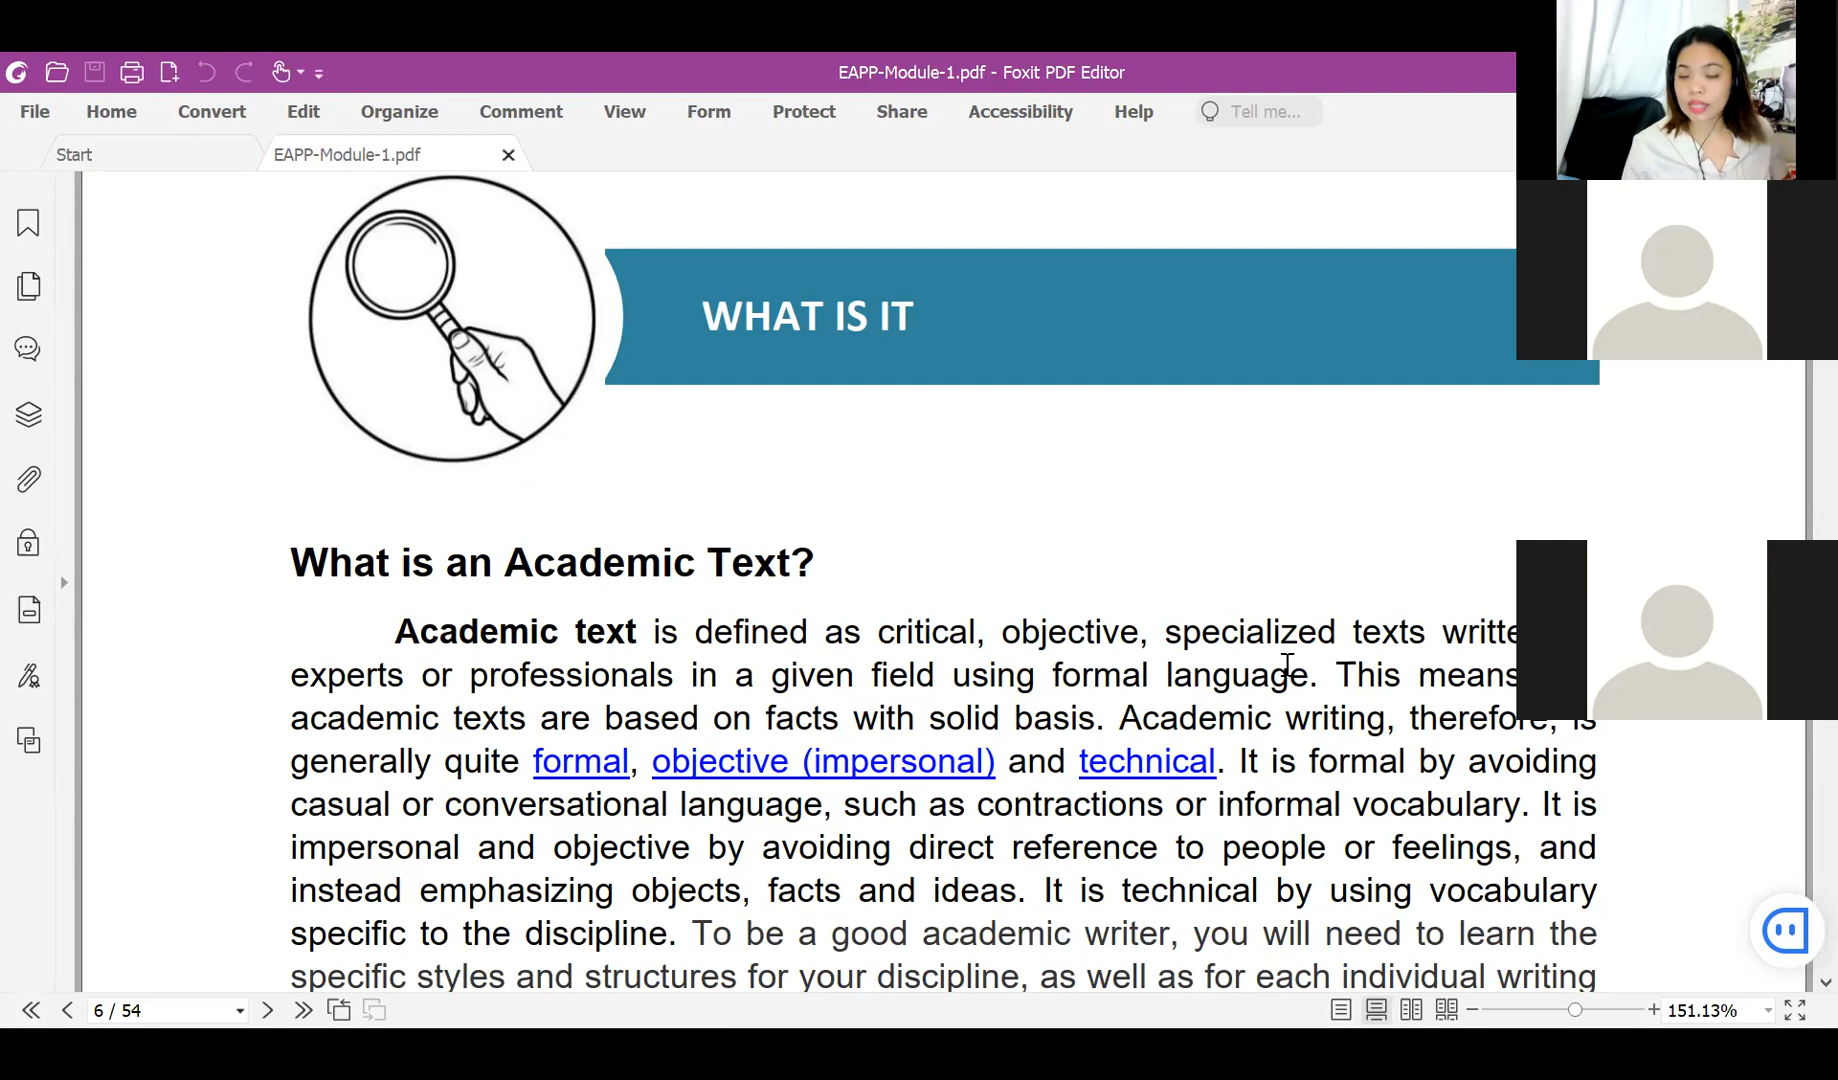 EAPP-Module-1.pdf - Foxit PDF Editor
File Home Convert Edit Organize Comment View Form Protect Share Accessibility Help Tell me...
Start EAPP-Module-1.pdf
WHAT IS IT
What is an Academic Text?
Academic text is defined as critical, objective, specialized texts
experts or professionals in a given field using formal language. This means
academic texts are based on facts with solid basis. Academic writing, therefore, is
generally quite formal, objective (impersonal) and technical. It is formal by avoiding
casual or conversational language, such as contractions or informal vocabulary. It is
impersonal and objective by avoiding direct reference to people or feelings, and
instead emphasizing objects, facts and ideas. It is technical by using vocabulary
specific to the discipline. To be a good academic writer, you will need to learn the
specific styles and structures for your discipline, as well as for each individual writing
6 / 54 151.13%